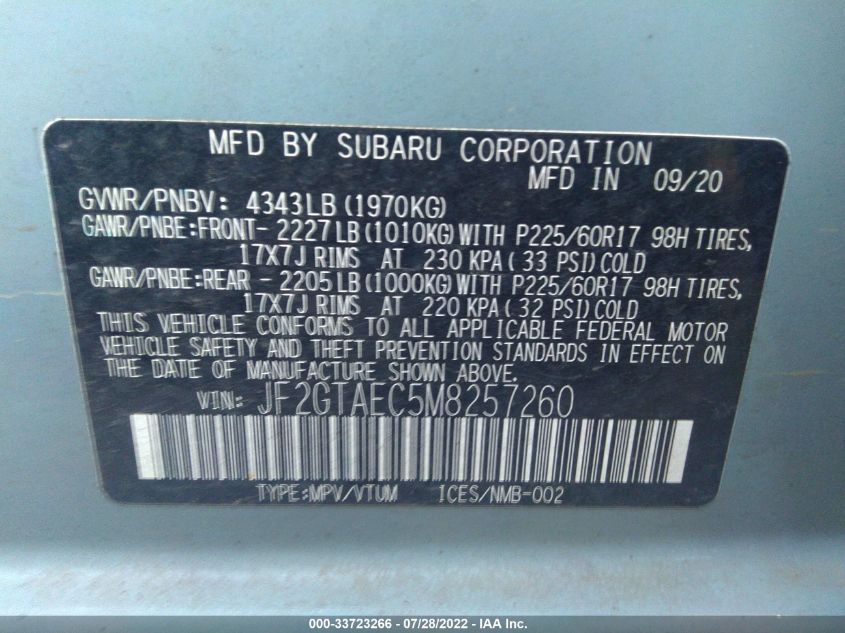 MFD BY SUBARU CORPORATION
MFD IN 09/20
GVWR/PNBV: 4343LB (1970KG)
GAWR/PNBE:FRONT- 2227LB (1010KG) WITH P225/60R17 98H TIRES,
17X7J RIMS AT 230 KPA ( 33 PSI) COLD
GAWR/PNBE:REAR - 2205LB (1000KG) WITH P225/60R17 98H TIRES,
17X7J RIMS AT 220 KPA ( 32 PSI) COLD
THIS VEHICLE CONFORMS TO ALL APPLICABLE FEDERAL MOTOR
VEHICLE SAFETY AND THEFT PREVENTION STANDARDS IN EFFECT ON
THE DATE OF MANUFACTURE SHOWN ABOVE.
VIN: JF2GTAEC5M8257260
TYPE:MPV/VTUM ICES/NMB-002
000-33723266 - 07/28/2022 - IAA Inc.